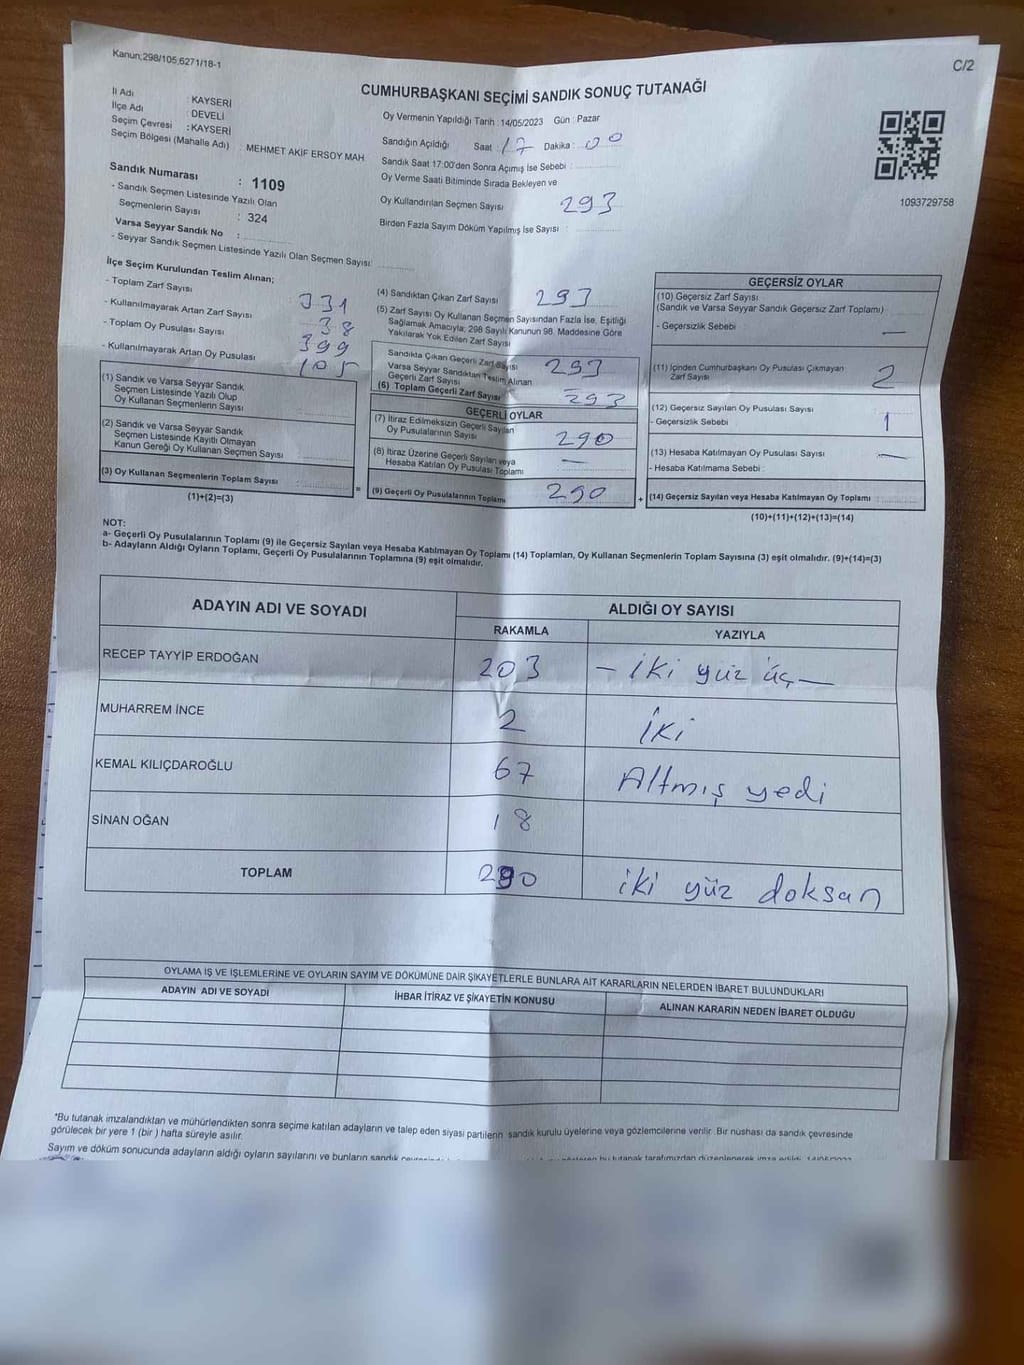 Kanun;298/105,6271/18-1
C/2
CUMHURBAŞKANI SEÇİMİ SANDIK SONUÇ TUTANAĞI
İl Adı : KAYSERİ
İlçe Adı : DEVELİ
Seçim Çevresi : KAYSERİ
Seçim Bölgesi (Mahalle Adı) : MEHMET AKİF ERSOY MAH
Sandık Numarası : 1109
- Sandık Seçmen Listesinde Yazılı Olan
Seçmenlerin Sayısı : 324
Varsa Seyyar Sandık No :
- Seyyar Sandık Seçmen Listesinde Yazılı Olan Seçmen Sayısı:
Oy Vermenin Yapıldığı Tarih : 14/05/2023 Gün : Pazar
Sandığın Açıldığı Saat 17 Dakika : 00
Sandık Saat 17:00'den Sonra Açımış İse Sebebi :
Oy Verme Saati Bitiminde Sırada Bekleyen ve
Oy Kullandırılan Seçmen Sayısı 293
Birden Fazla Sayım Döküm Yapılmış İse Sayısı :
1093729758
İlçe Seçim Kurulundan Teslim Alınan;
- Toplam Zarf Sayısı 331
- Kullanılmayarak Artan Zarf Sayısı 38
- Toplam Oy Pusulası Sayısı 399
- Kullanılmayarak Artan Oy Pusulası 105
(1) Sandık ve Varsa Seyyar Sandık
Seçmen Listesinde Yazılı Olup
Oy Kullanan Seçmenlerin Sayısı :
(2) Sandık ve Varsa Seyyar Sandık
Seçmen Listesinde Kayıtlı Olmayan
Kanun Gereği Oy Kullanan Seçmen Sayısı :
(3) Oy Kullanan Seçmenlerin Toplam Sayısı :
(1)+(2)=(3)
=
(4) Sandıktan Çıkan Zarf Sayısı 293
(5) Zarf Sayısı Oy Kullanan Seçmen Sayısından Fazla İse, Eşitliği
Sağlamak Amacıyla; 298 Sayılı Kanunun 98. Maddesine Göre
Yakılarak Yok Edilen Zarf Sayısı
Sandıkta Çıkan Geçerli Zarf Sayısı 293
Varsa Seyyar Sandıktan Teslim Alınan
Geçerli Zarf Sayısı
(6) Toplam Geçerli Zarf Sayısı 293
GEÇERLİ OYLAR
(7) İtiraz Edilmeksizin Geçerli Sayılan
Oy Pusulalarının Sayısı 290
(8) İtiraz Üzerine Geçerli Sayılan veya
Hesaba Katılan Oy Pusulası Toplamı —
(9) Geçerli Oy Pusulalarının Toplamı 290
+
GEÇERSİZ OYLAR
(10) Geçersiz Zarf Sayısı
(Sandık ve Varsa Seyyar Sandık Geçersiz Zarf Toplamı) :
- Geçersizlik Sebebi —
(11) İçinden Cumhurbaşkanı Oy Pusulası Çıkmayan
Zarf Sayısı 2
(12) Geçersiz Sayılan Oy Pusulası Sayısı
- Geçersizlik Sebebi 1
(13) Hesaba Katılmayan Oy Pusulası Sayısı —
- Hesaba Katılmama Sebebi :
(14) Geçersiz Sayılan veya Hesaba Katılmayan Oy Toplamı :
(10)+(11)+(12)+(13)=(14)
NOT:
a- Geçerli Oy Pusulalarının Toplamı (9) ile Geçersiz Sayılan veya Hesaba Katılmayan Oy Toplamı (14) Toplamları, Oy Kullanan Seçmenlerin Toplam Sayısına (3) eşit olmalıdır. (9)+(14)=(3)
b- Adayların Aldığı Oyların Toplamı, Geçerli Oy Pusulalarının Toplamına (9) eşit olmalıdır.
ADAYIN ADI VE SOYADI
ALDIĞI OY SAYISI
RAKAMLA YAZIYLA
RECEP TAYYİP ERDOĞAN 203 — İki yüz üç —
MUHARREM İNCE 2 İki
KEMAL KILIÇDAROĞLU 67 Altmış yedi
SİNAN OĞAN 18
TOPLAM 290 iki yüz doksan
OYLAMA İŞ VE İŞLEMLERİNE VE OYLARIN SAYIM VE DÖKÜMÜNE DAİR ŞİKAYETLERLE BUNLARA AİT KARARLARIN NELERDEN İBARET BULUNDUKLARI
ADAYIN ADI VE SOYADI İHBAR İTİRAZ VE ŞİKAYETİN KONUSU ALINAN KARARIN NEDEN İBARET OLDUĞU
*Bu tutanak imzalandıktan ve mühürlendikten sonra seçime katılan adayların ve talep eden siyasi partilerin sandık kurulu üyelerine veya gözlemcilerine verilir. Bir nüshası da sandık çevresinde
görülecek bir yere 1 (bir ) hafta süreyle asılır.
Sayım ve döküm sonucunda adayların aldığı oyların sayılarını ve bunların sandık